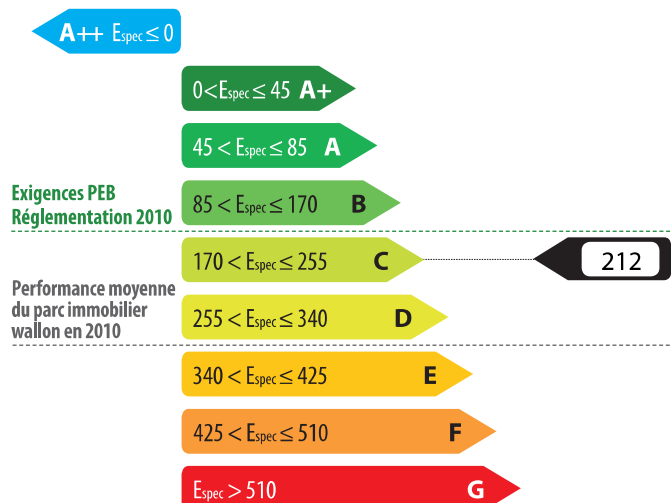 A++ Espec ≤ 0
0<Espec ≤ 45 A+
45 < Espec ≤ 85 A
Exigences PEB
Réglementation 2010
85 < Espec ≤ 170 B
170 < Espec ≤ 255 C
212
Performance moyenne
du parc immobilier
wallon en 2010
255 < Espec ≤ 340 D
340 < Espec ≤ 425 E
425 < Espec ≤ 510 F
Espec > 510 G